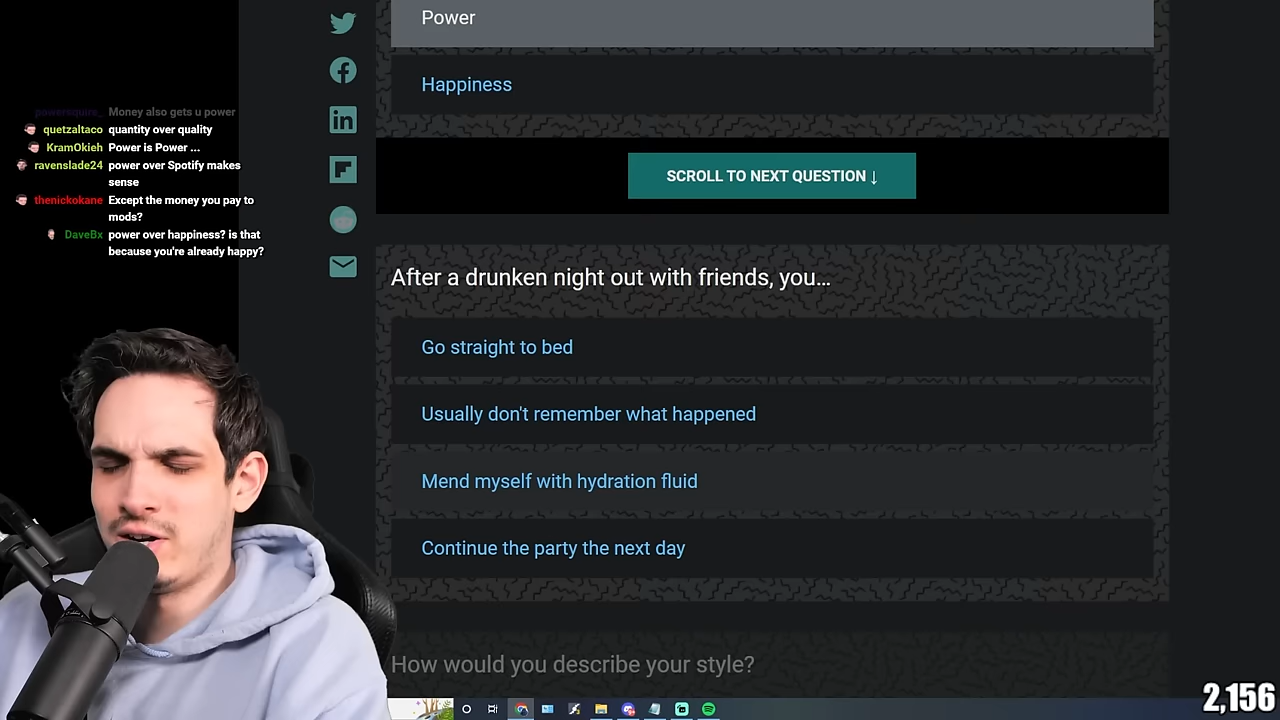 Power
Happiness
SCROLL TO NEXT QUESTION ↓
Money also gets u power
quetzaltaco quantity over quality
KramOkieh Power is Power ...
ravenslade24 power over Spotify makes
sense
thenickokane Except the money you pay to
mods?
DaveBx power over happiness? is that
because you're already happy?
After a drunken night out with friends, you...
Go straight to bed
Usually don't remember what happened
Mend myself with hydration fluid
Continue the party the next day
How would you describe your style?
2,156